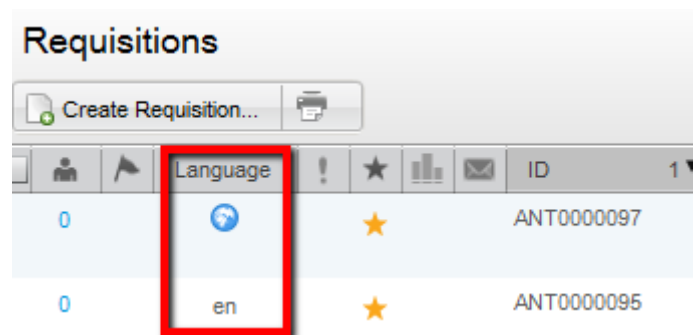 Requisitions
Create Requisition...
Language ID 1
0 ANT0000097
0 en ANT0000095